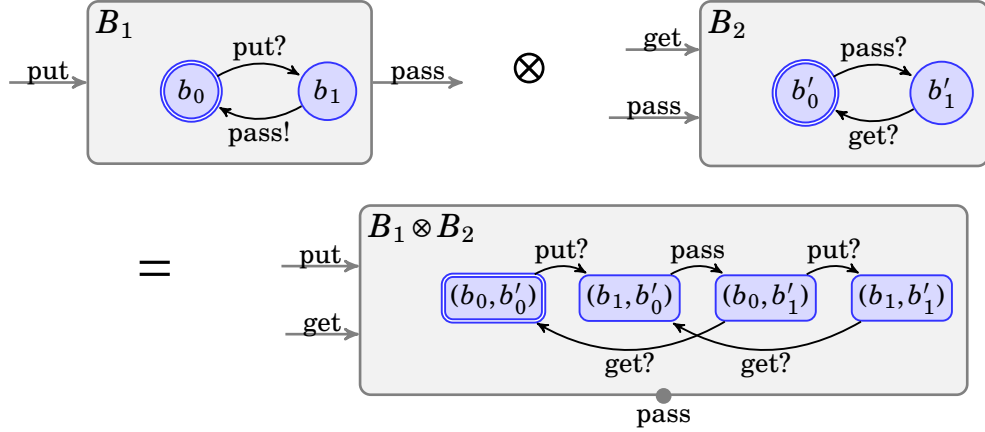 B₁
put?
put
b₀
b₁
pass
pass!
⊗
B₂
get
pass?
b′₀
b′₁
pass
get?
=
B₁ ⊗ B₂
put
put?
pass
put?
(b₀, b′₀)
(b₁, b′₀)
(b₀, b′₁)
(b₁, b′₁)
get
get?
get?
pass